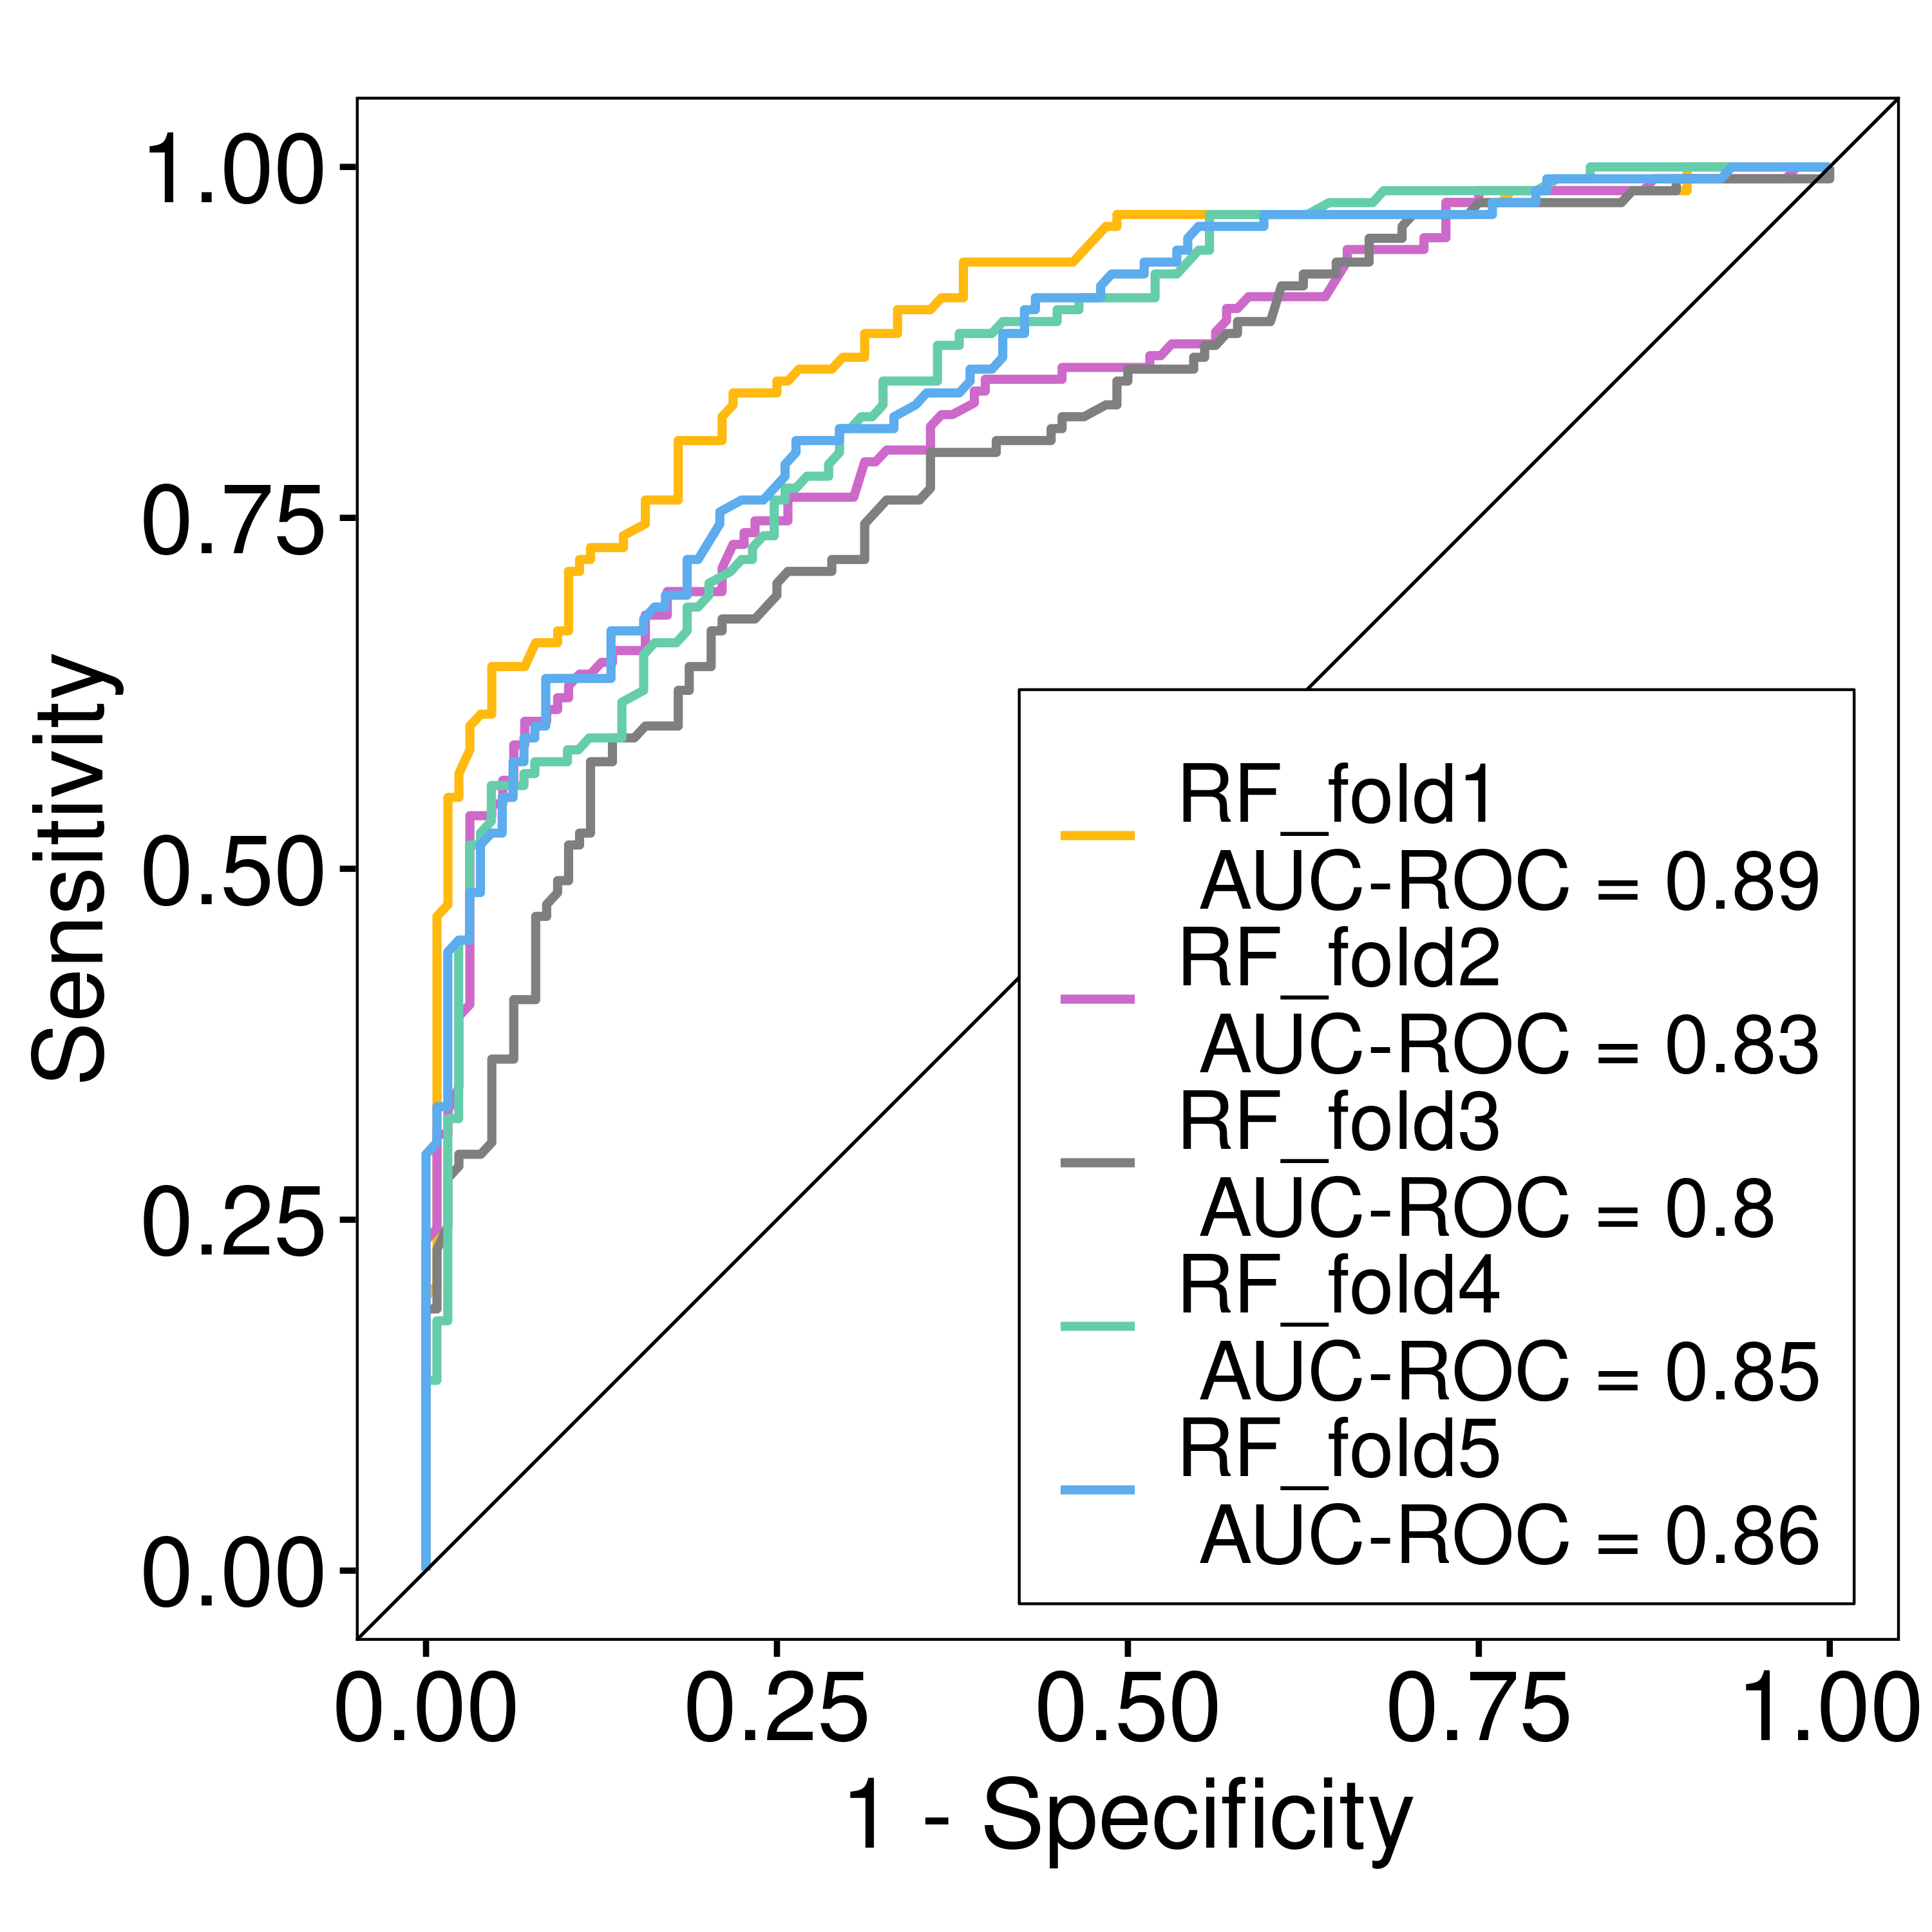 1.00
0.75
0.50
0.25
0.00
Sensitivity
RF_fold1
AUC-ROC = 0.89
RF_fold2
AUC-ROC = 0.83
RF_fold3
AUC-ROC = 0.8
RF_fold4
AUC-ROC = 0.85
RF_fold5
AUC-ROC = 0.86
0.00 0.25 0.50 0.75 1.00
1 - Specificity